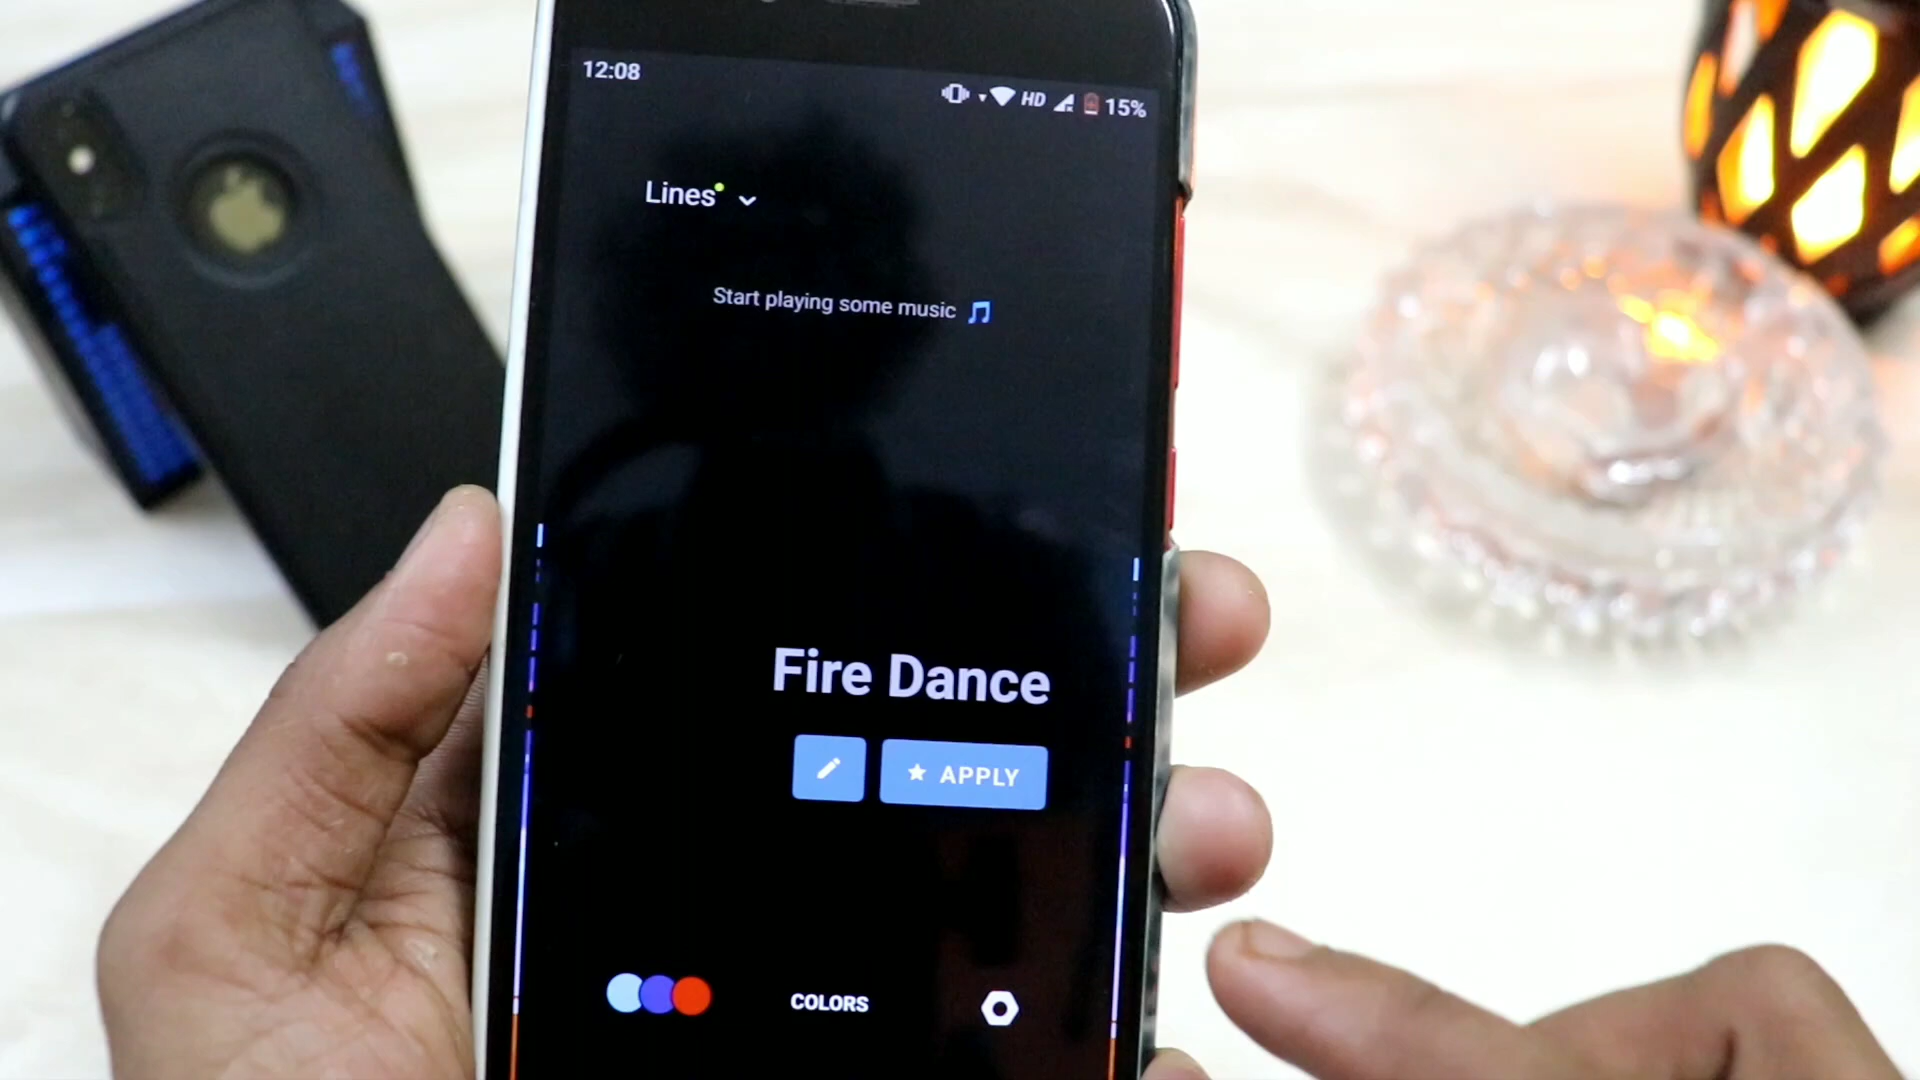 12:08
HD 15%
Lines
Start playing some music
Fire Dance
APPLY
COLORS